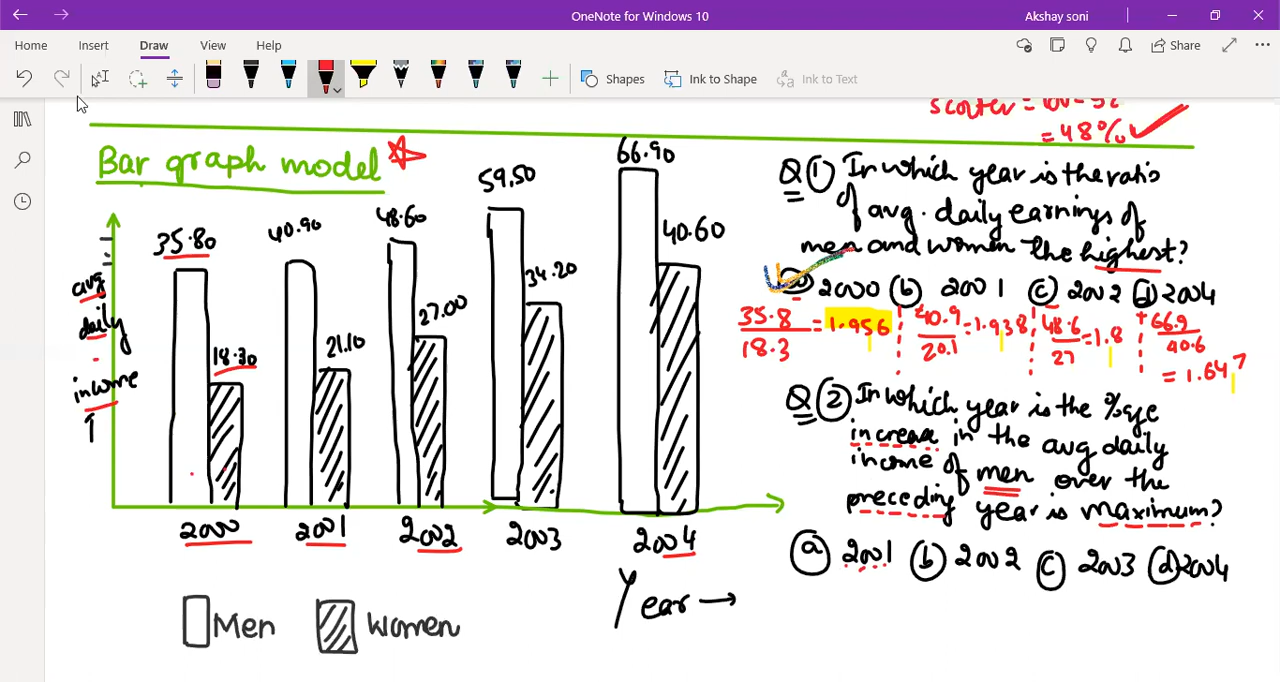 OneNote for Windows 10
Akshay soni
Home Insert Draw View Help
Share
Shapes Ink to Shape Ink to Text
= 48%
Bar graph model
avg
daily
income
35.80
18.30
40.90
21.10
48.60
27.00
59.50
34.20
66.90
40.60
2000 2001 2002 2003 2004
Year →
Men Women
Q(1) In which year is the ratio
of avg. daily earnings of
men and women the highest?
(a) 2000 (b) 2001 (c) 2002 (d) 2004
35.8/18.3 = 1.956 40.9/20.1 = 1.938 48.6/27 = 1.8 66.9/40.6
= 1.647
Q(2) In which year is the %age
increase in the avg daily
income of men over the
preceding year is maximum?
(a) 2001 (b) 2002 (c) 2003 (d) 2004